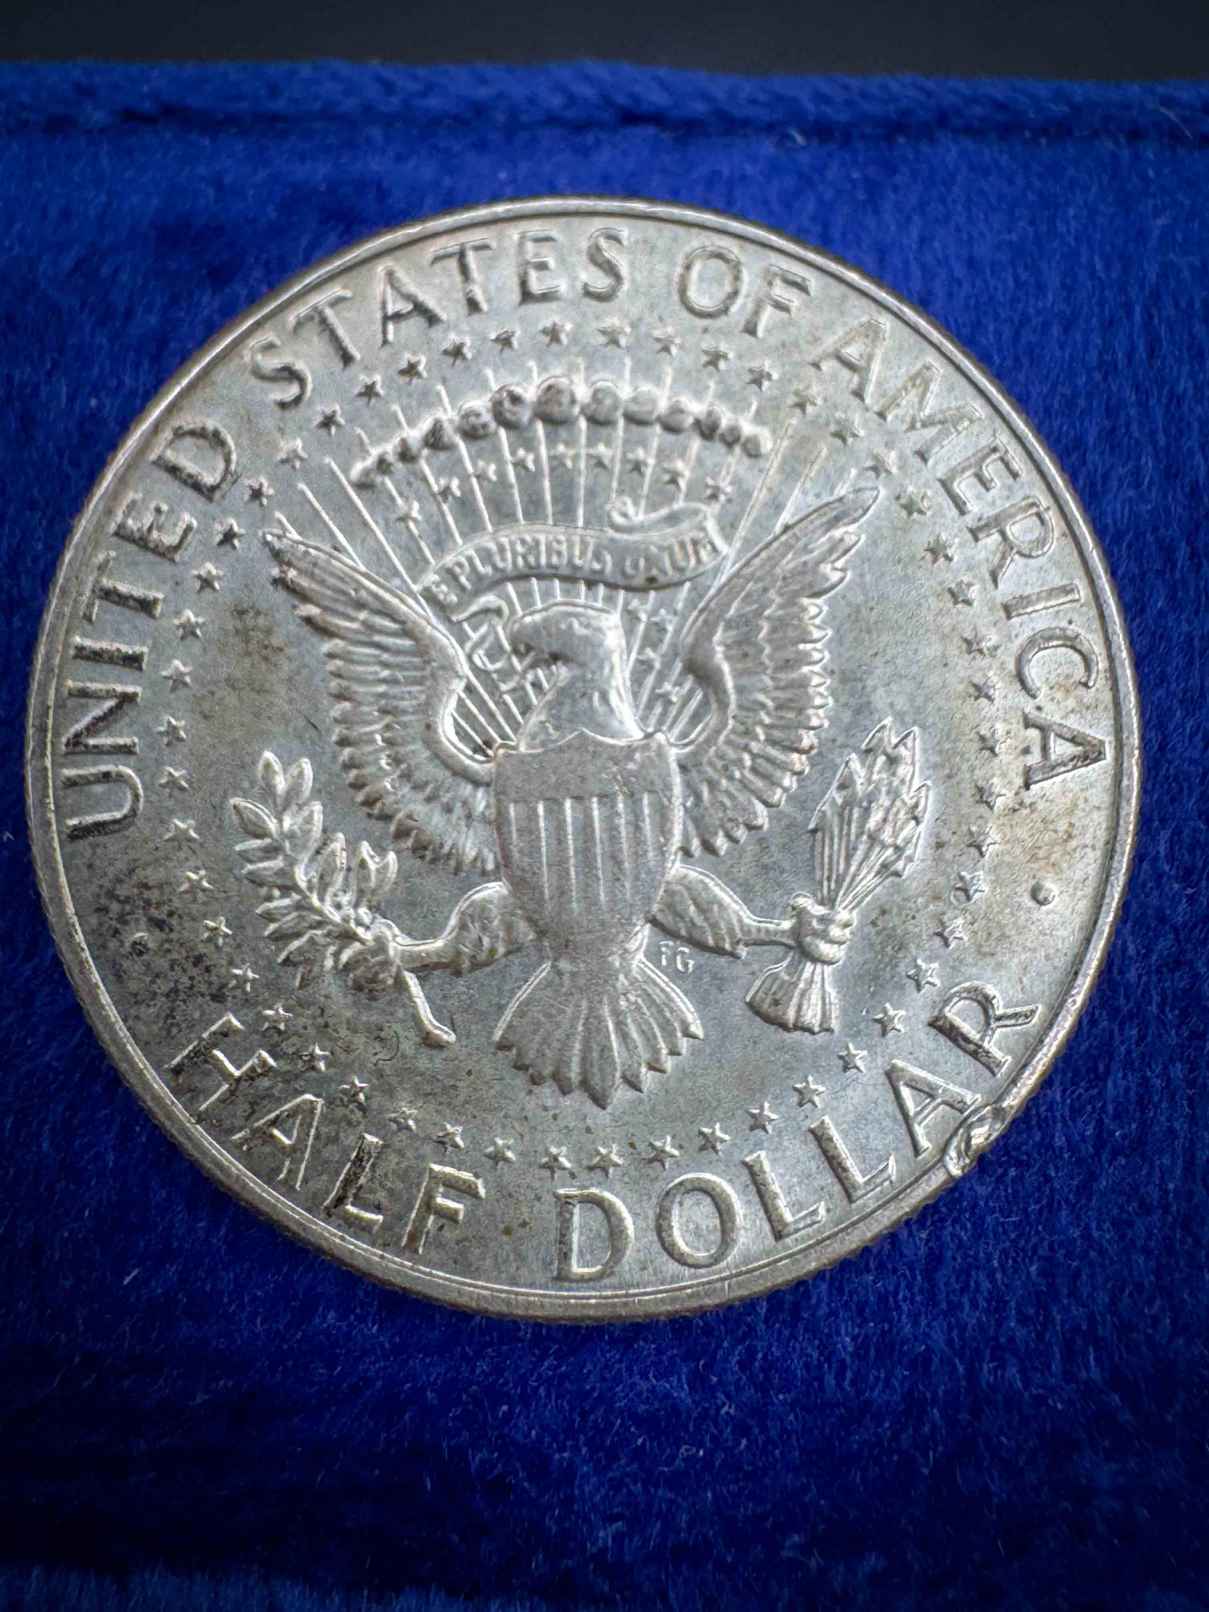 UNITED STATES OF AMERICA
E PLURIBUS UNUM
FG
HALF DOLLAR